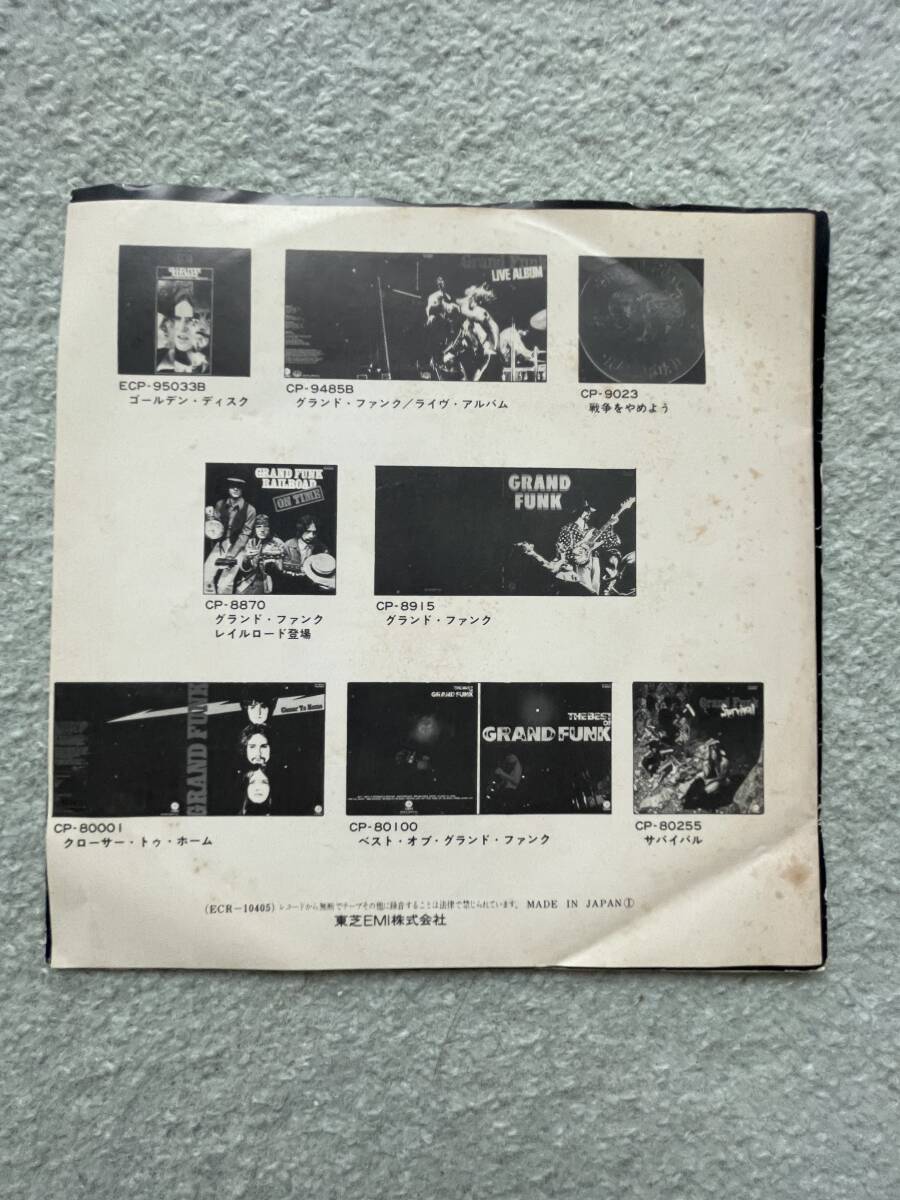 Grand Funk
LIVE ALBUM
ECP-95033B
ゴールデン・ディスク
CP-9485B
グランド・ファンク/ライヴ・アルバム
CP-9023
戦争をやめよう
GRAND FUNK
RAILROAD
ON TIME
GRAND
FUNK
CP-8870
グランド・ファンク
レイルロード登場
CP-8915
グランド・ファンク
GRAND FUNK
Closer To Home
THE BEST
GRAND FUNK
THE BEST
OF
GRAND FUNK
Survival
CP-80001
クローサー・トゥ・ホーム
CP-80100
ベスト・オブ・グランド・ファンク
CP-80255
サバイバル
(ECR-10405) レコードから無断でテープその他に録音することは法律で禁じられています。 MADE IN JAPAN①
東芝EMI株式会社